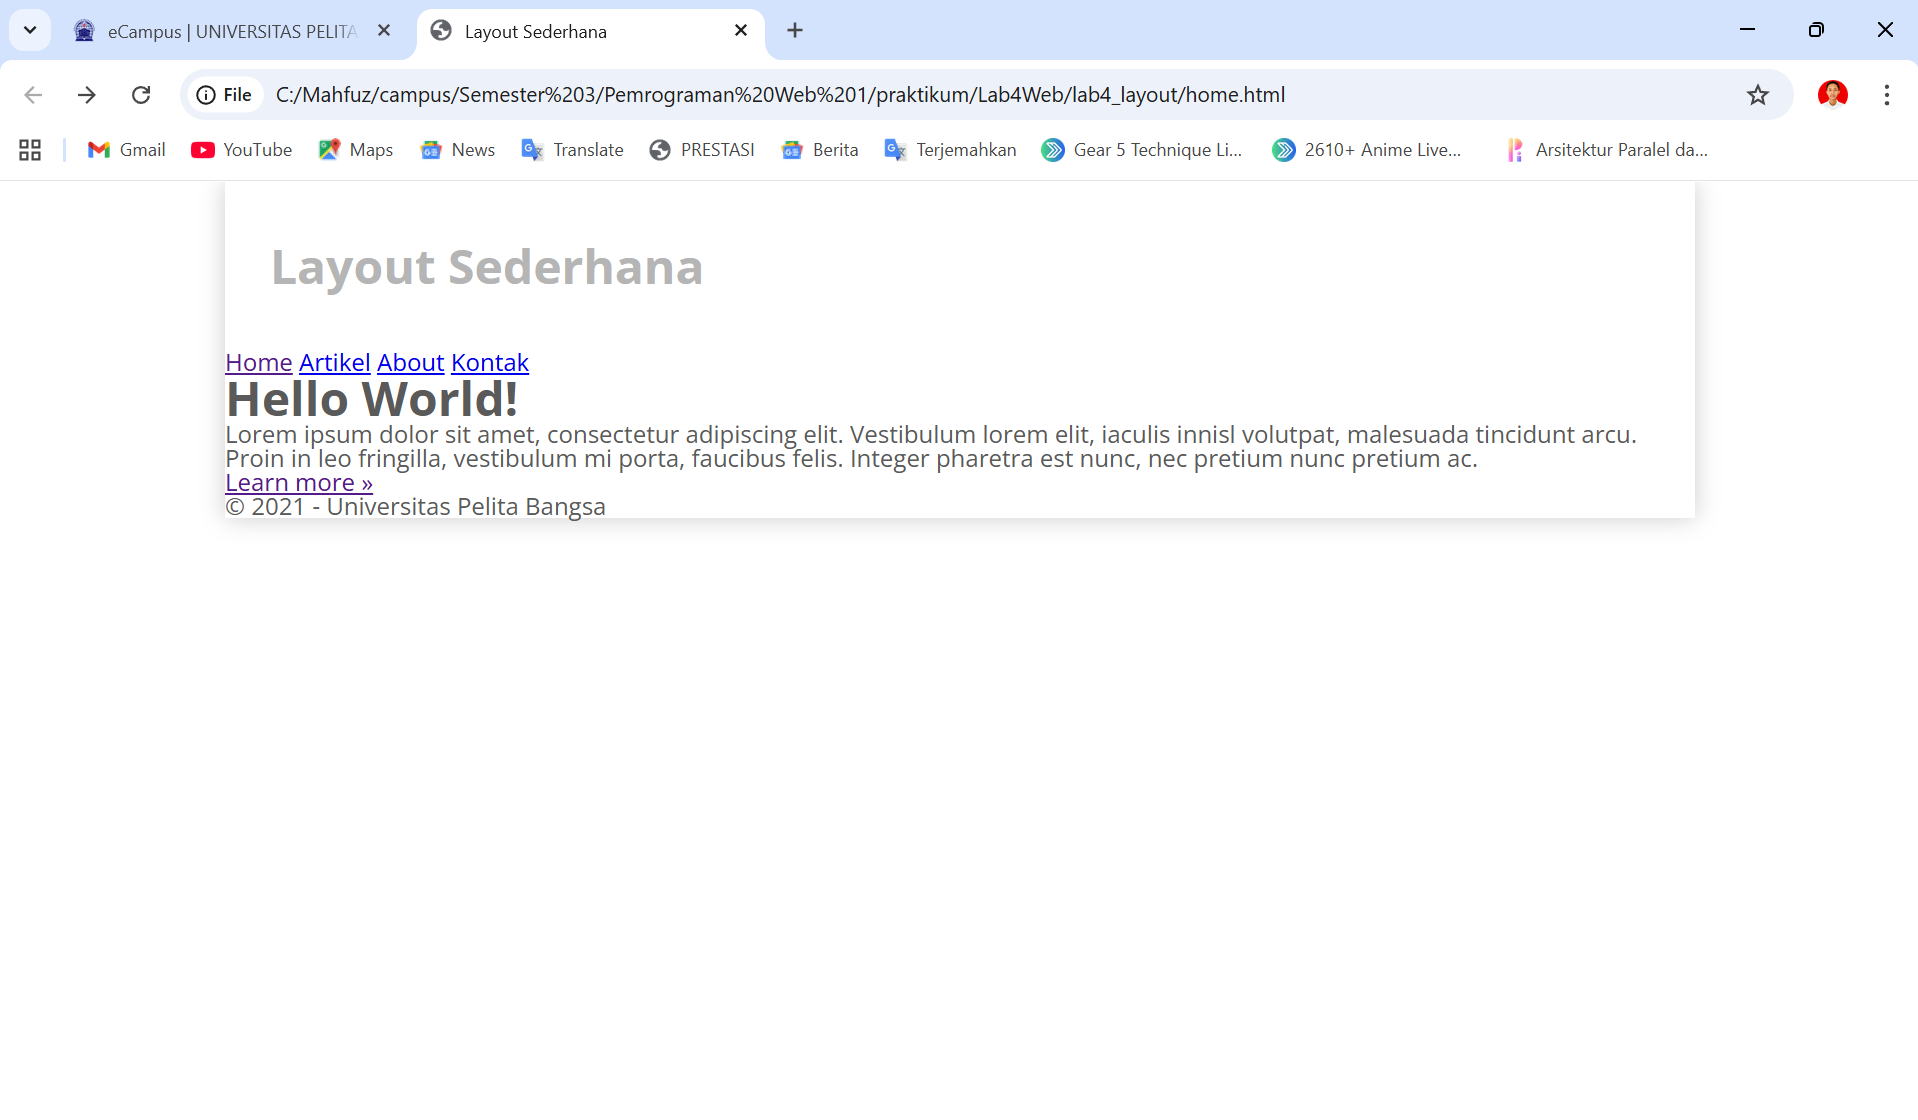 eCampus | UNIVERSITAS PELITA
Layout Sederhana
File
C:/Mahfuz/campus/Semester%203/Pemrograman%20Web%201/praktikum/Lab4Web/lab4_layout/home.html
Gmail
YouTube
Maps
News
Translate
PRESTASI
Berita
Terjemahkan
Gear 5 Technique Li...
2610+ Anime Live...
Arsitektur Paralel da...
Layout Sederhana
Home Artikel About Kontak
Hello World!
Lorem ipsum dolor sit amet, consectetur adipiscing elit. Vestibulum lorem elit, iaculis innisl volutpat, malesuada tincidunt arcu.
Proin in leo fringilla, vestibulum mi porta, faucibus felis. Integer pharetra est nunc, nec pretium nunc pretium ac.
Learn more »
© 2021 - Universitas Pelita Bangsa